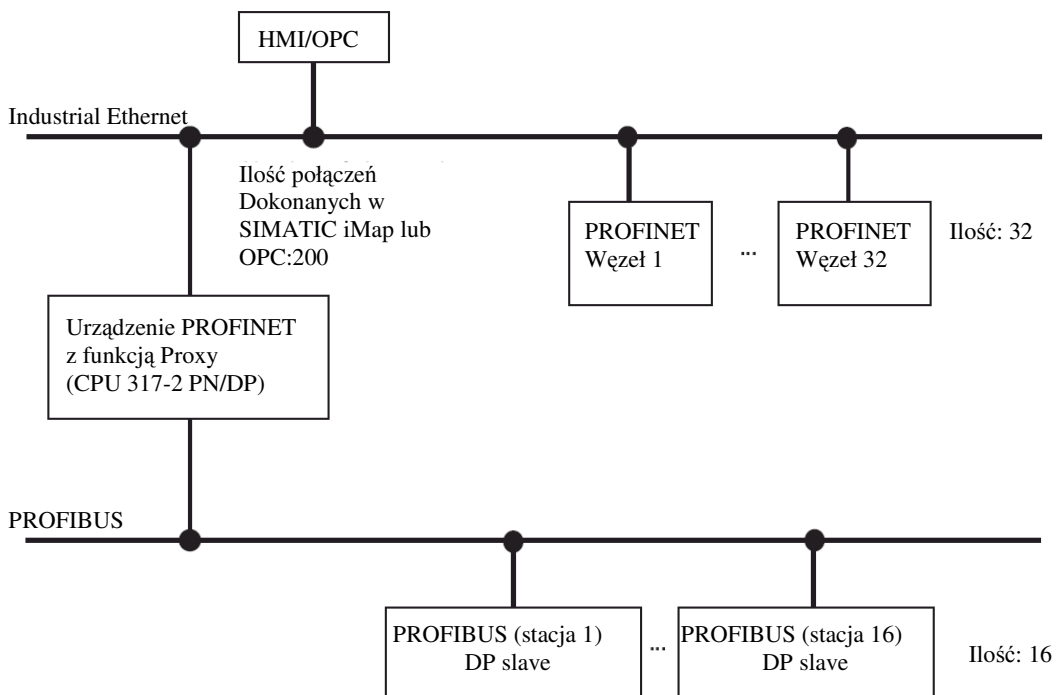 HMI/OPC
Industrial Ethernet
Ilość połączeń
Dokonanych w
SIMATIC iMap lub
OPC:200
PROFINET
Węzeł 1
...
PROFINET
Węzeł 32
Ilość: 32
Urządzenie PROFINET
z funkcją Proxy
(CPU 317-2 PN/DP)
PROFIBUS
PROFIBUS (stacja 1)
DP slave
...
PROFIBUS (stacja 16)
DP slave
Ilość: 16